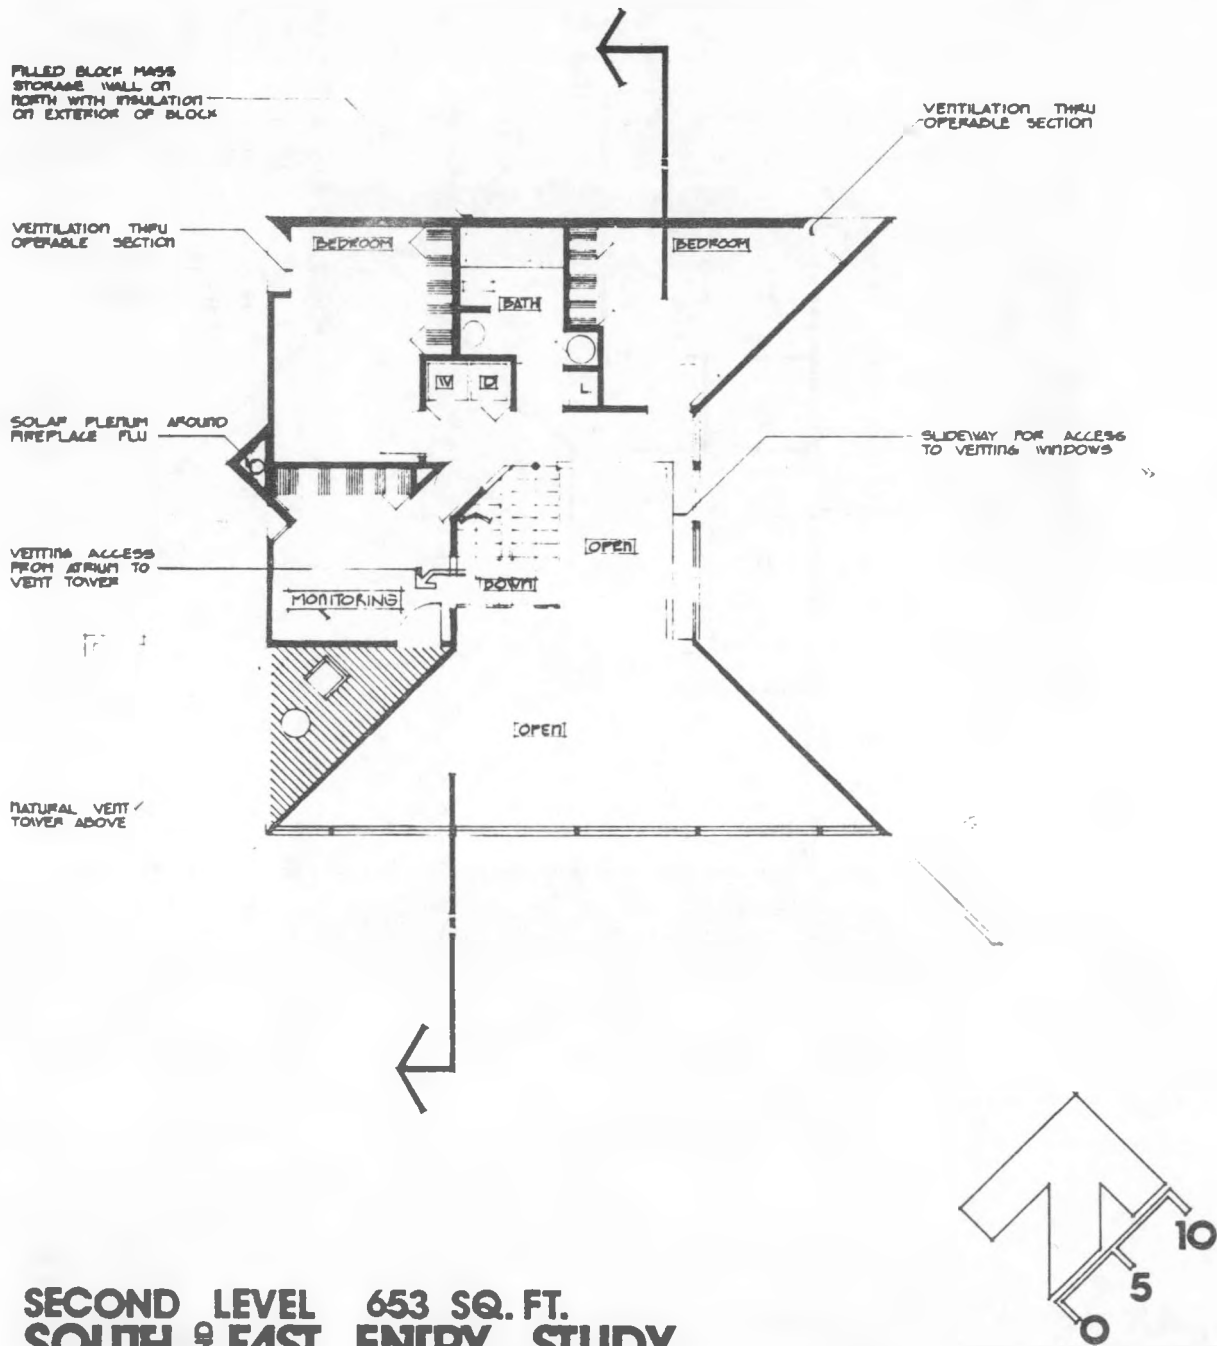 FILLED BLOCK MASS
STORAGE WALL ON
NORTH WITH INSULATION
ON EXTERIOR OF BLOCK
VENTILATION THRU
OPERABLE SECTION
VENTILATION THRU
OPERABLE SECTION
BEDROOM
BEDROOM
BATH
W
D
L
SOLAR PLENUM AROUND
FIREPLACE FLU
SLIDEWAY FOR ACCESS
TO VENTING WINDOWS
OPEN
VENTING ACCESS
FROM ATRIUM TO
VENT TOWER
DOWN
MONITORING
OPEN
NATURAL VENT
TOWER ABOVE
10
5
0
SECOND LEVEL 653 SQ. FT.
SOUTH AND EAST ENTRY STUDY